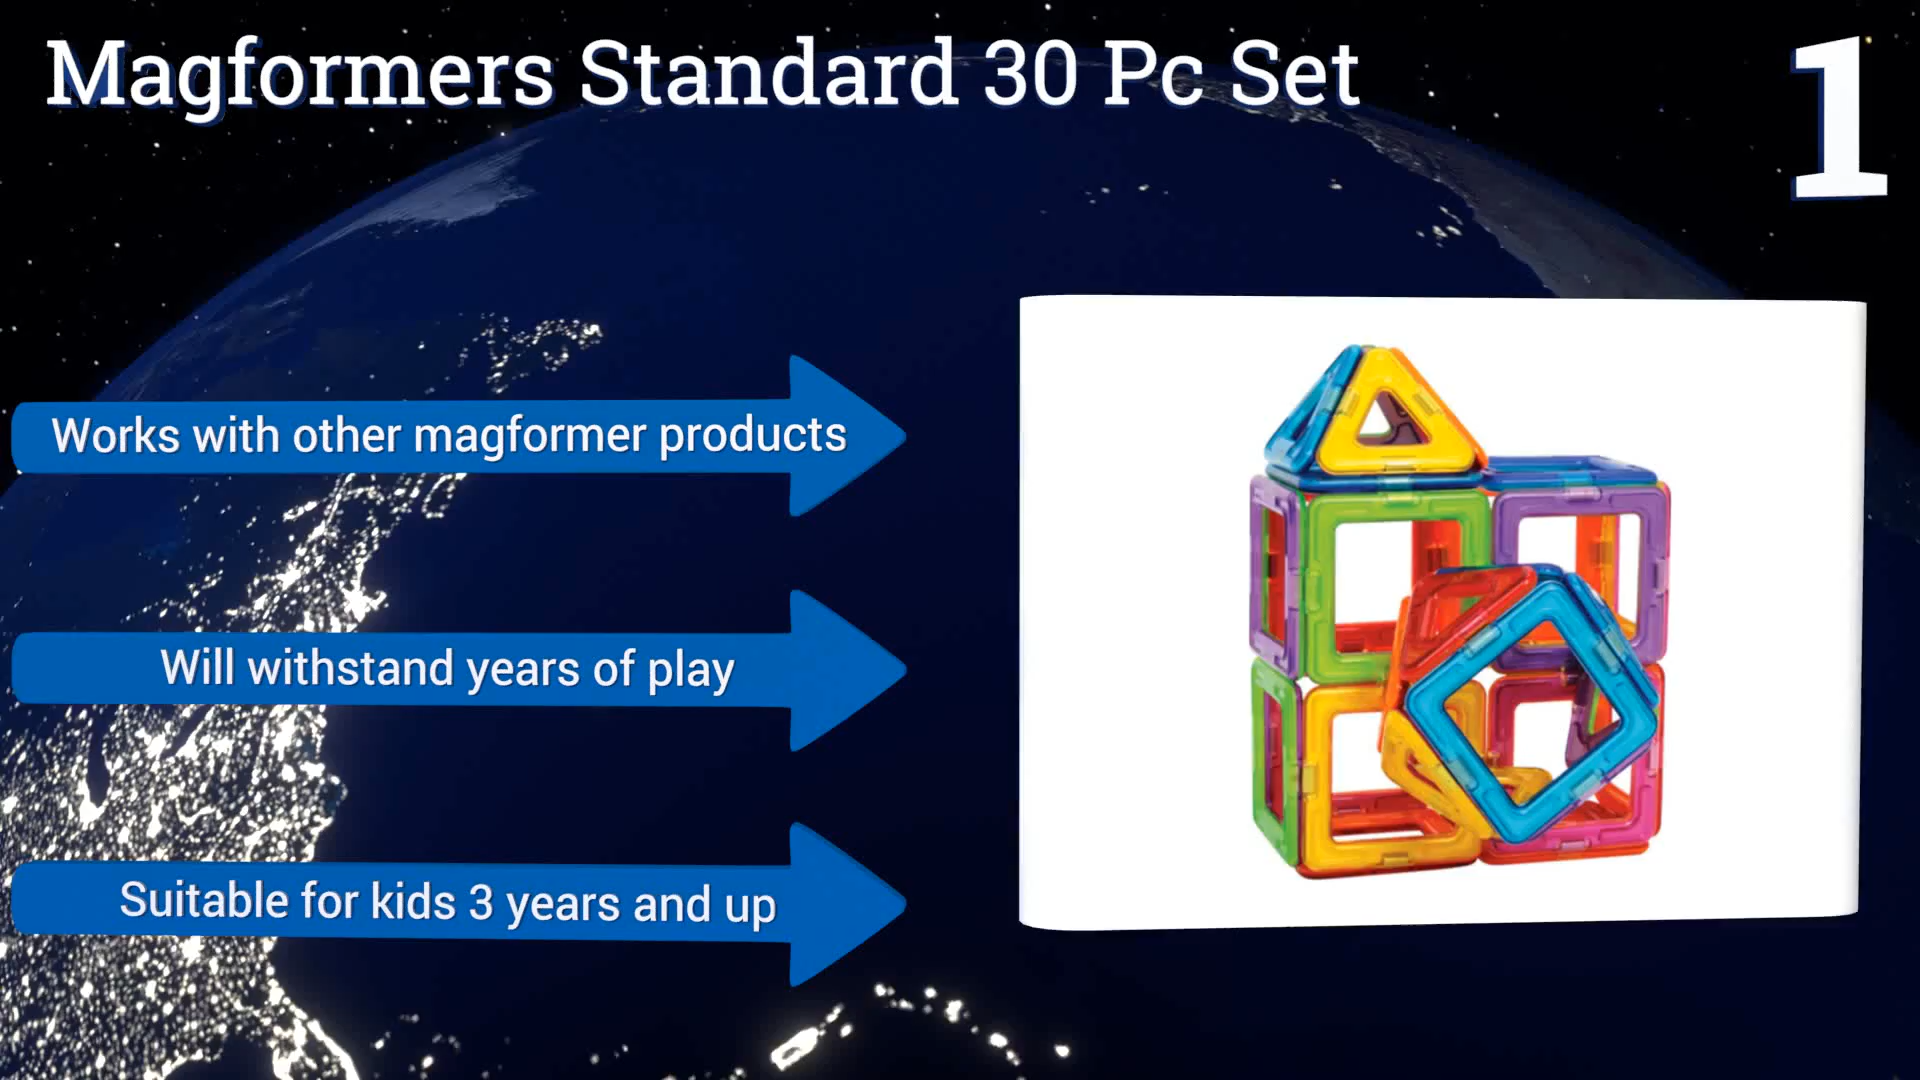 Magformers Standard 30 Pc Set
1
Works with other magformer products
Will withstand years of play
Suitable for kids 3 years and up